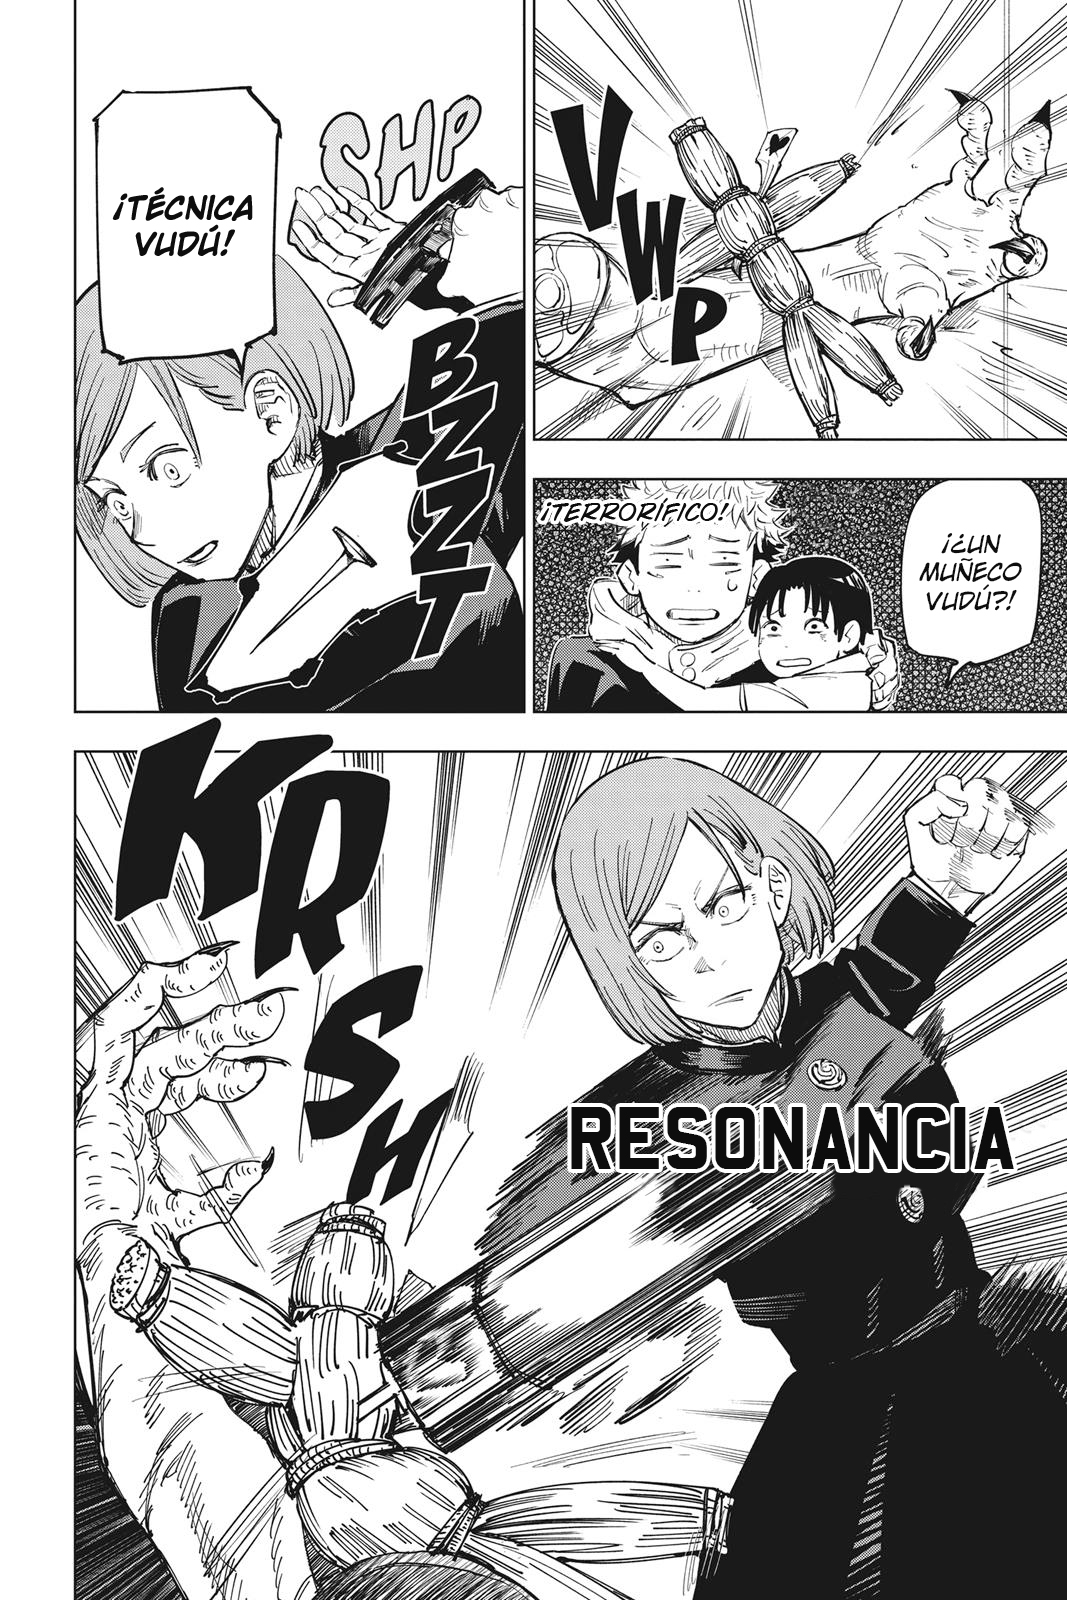 VWP
¡¿UN
MUÑECO
VUDÚ?!
¡TERRORÍFICO!
SHP
¡TÉCNICA
VUDÚ!
BZZT
KRSH
RESONANCIA